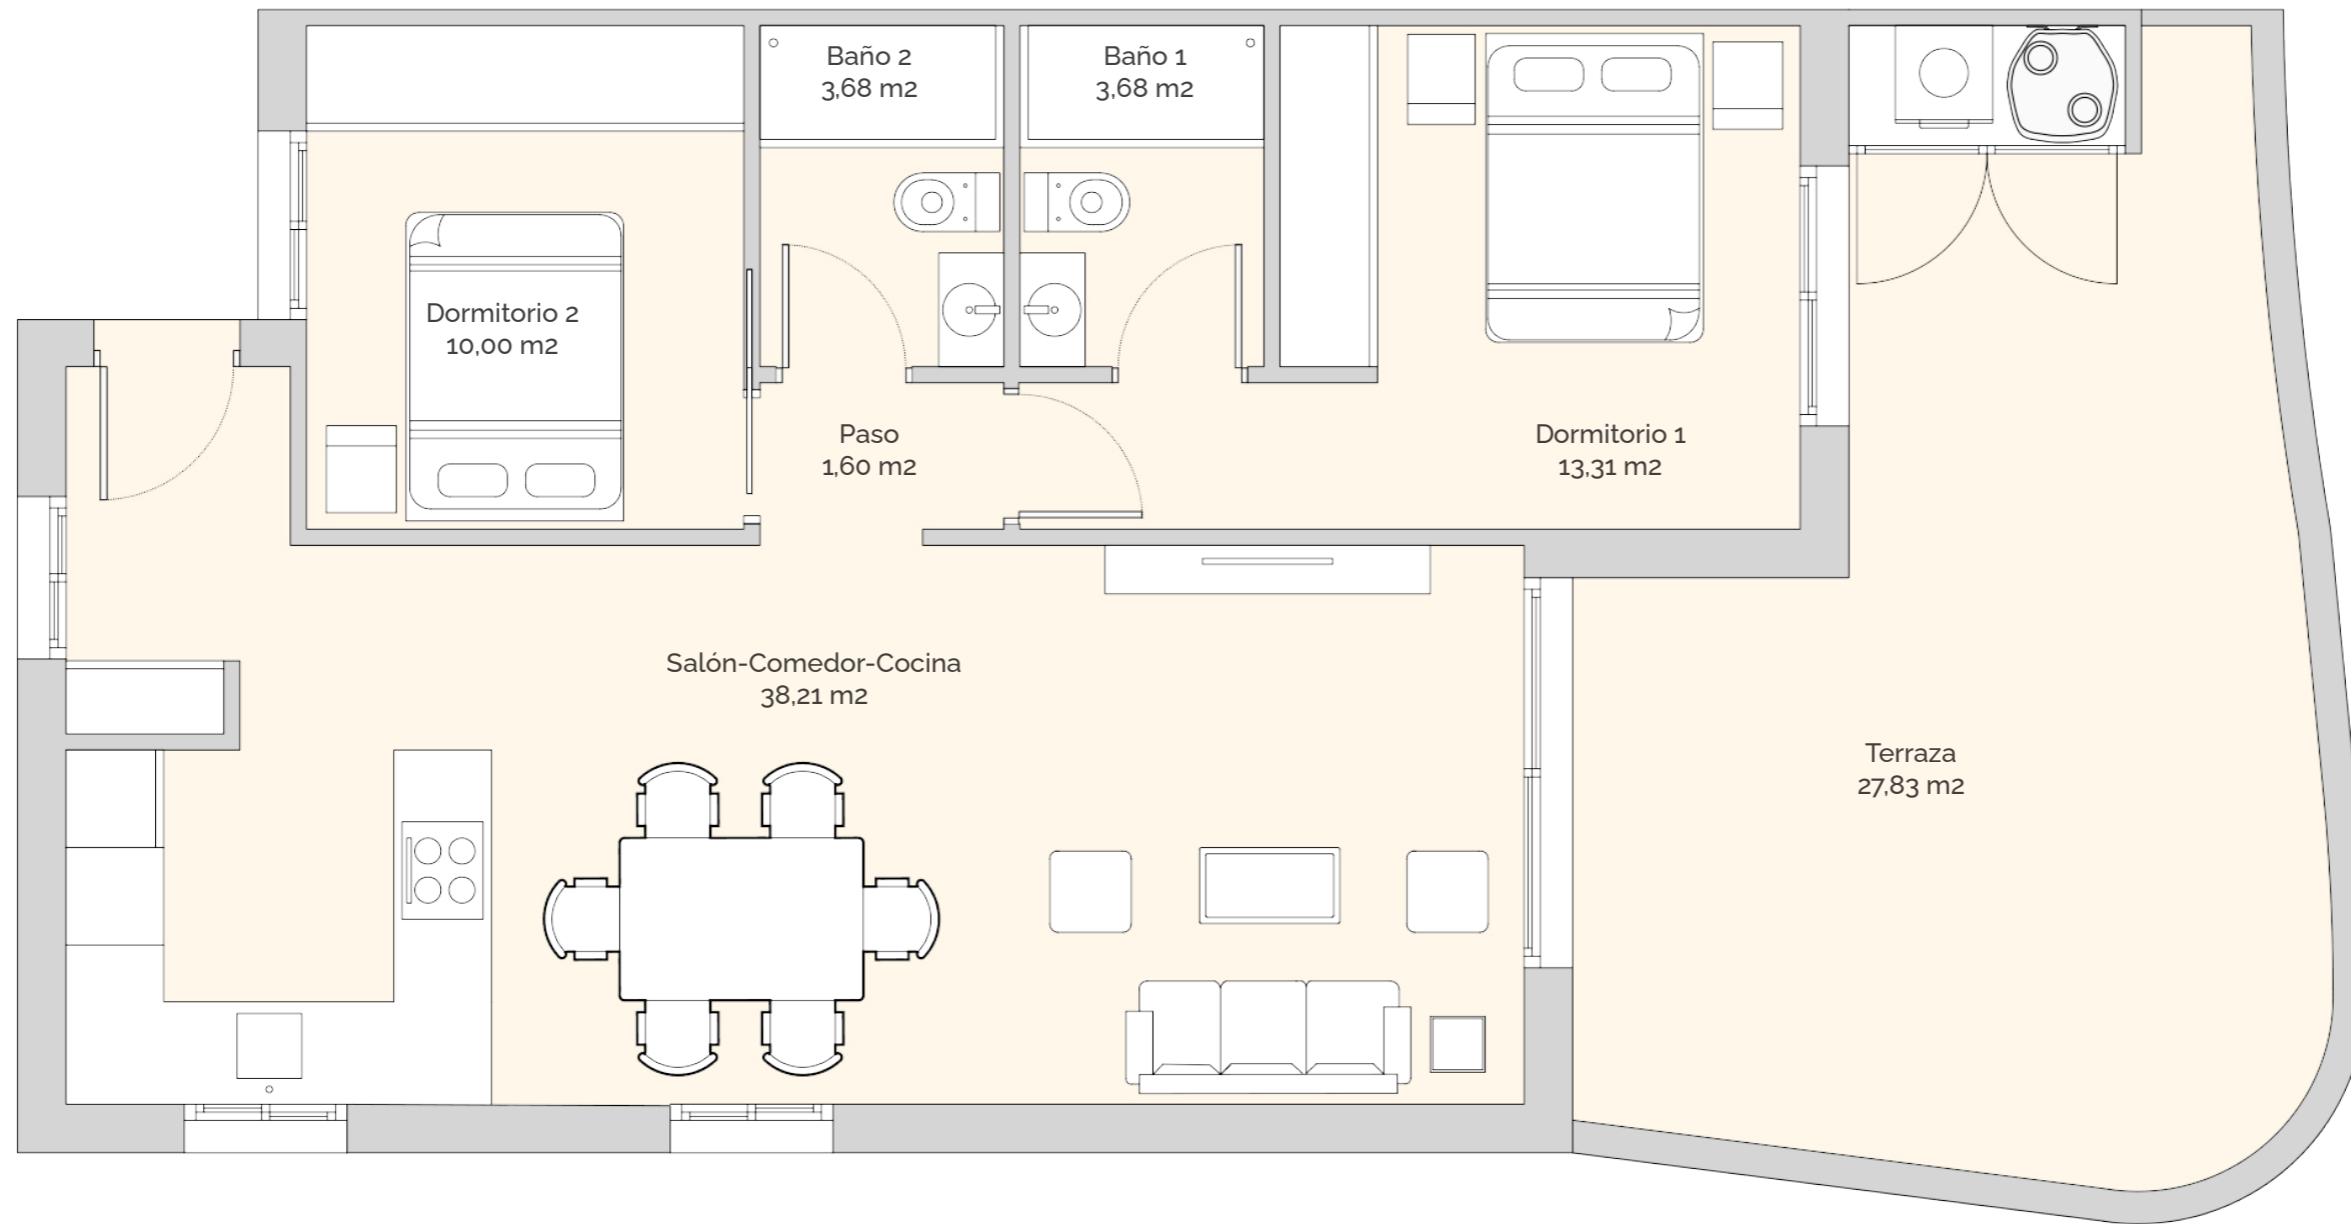 Baño 2
3,68 m2
Baño 1
3,68 m2
Dormitorio 2
10,00 m2
Paso
1,60 m2
Dormitorio 1
13,31 m2
Salón-Comedor-Cocina
38,21 m2
Terraza
27,83 m2